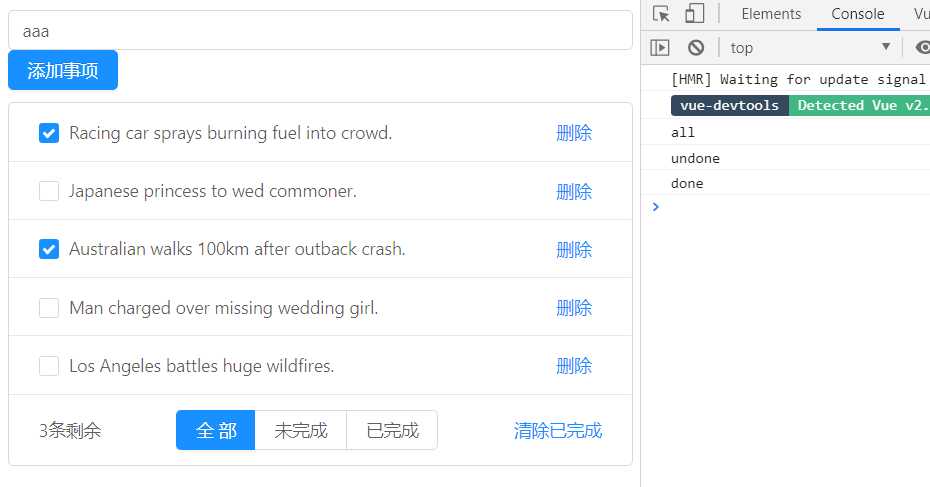 aaa
添加事项
Racing car sprays burning fuel into crowd. 删除
Japanese princess to wed commoner. 删除
Australian walks 100km after outback crash. 删除
Man charged over missing wedding girl. 删除
Los Angeles battles huge wildfires. 删除
3条剩余 全部 未完成 已完成 清除已完成
Elements Console Vu
top
[HMR] Waiting for update signal
vue-devtools Detected Vue v2.
all
undone
done